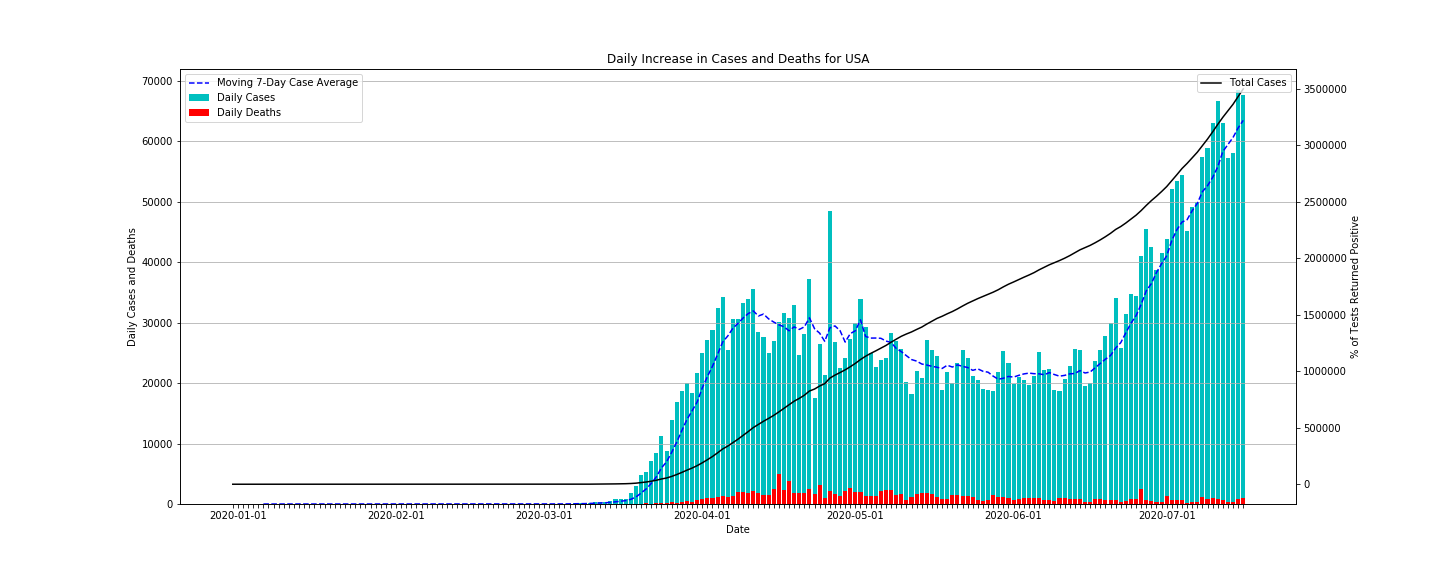 Daily Increase in Cases and Deaths for USA
Moving 7-Day Case Average
Daily Cases
Daily Deaths
Total Cases
70000
60000
50000
40000
30000
20000
10000
0
Daily Cases and Deaths
3500000
3000000
2500000
2000000
1500000
1000000
500000
0
% of Tests Returned Positive
2020-01-01
2020-02-01
2020-03-01
2020-04-01
2020-05-01
2020-06-01
2020-07-01
Date